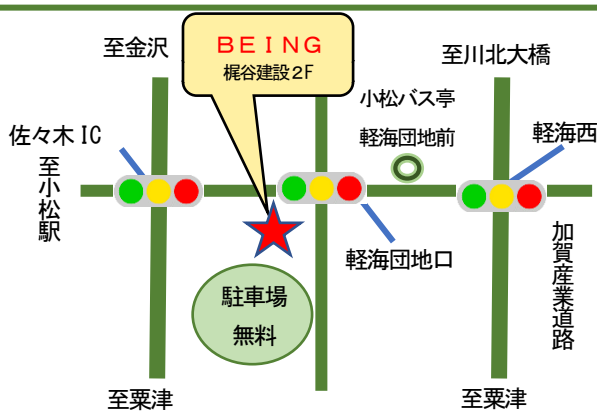 至金沢
BEING
梶谷建設2F
至川北大橋
小松バス亭
軽海団地前
佐々木IC
軽海西
至小松駅
軽海団地口
加賀産業道路
駐車場
無料
至粟津
至粟津